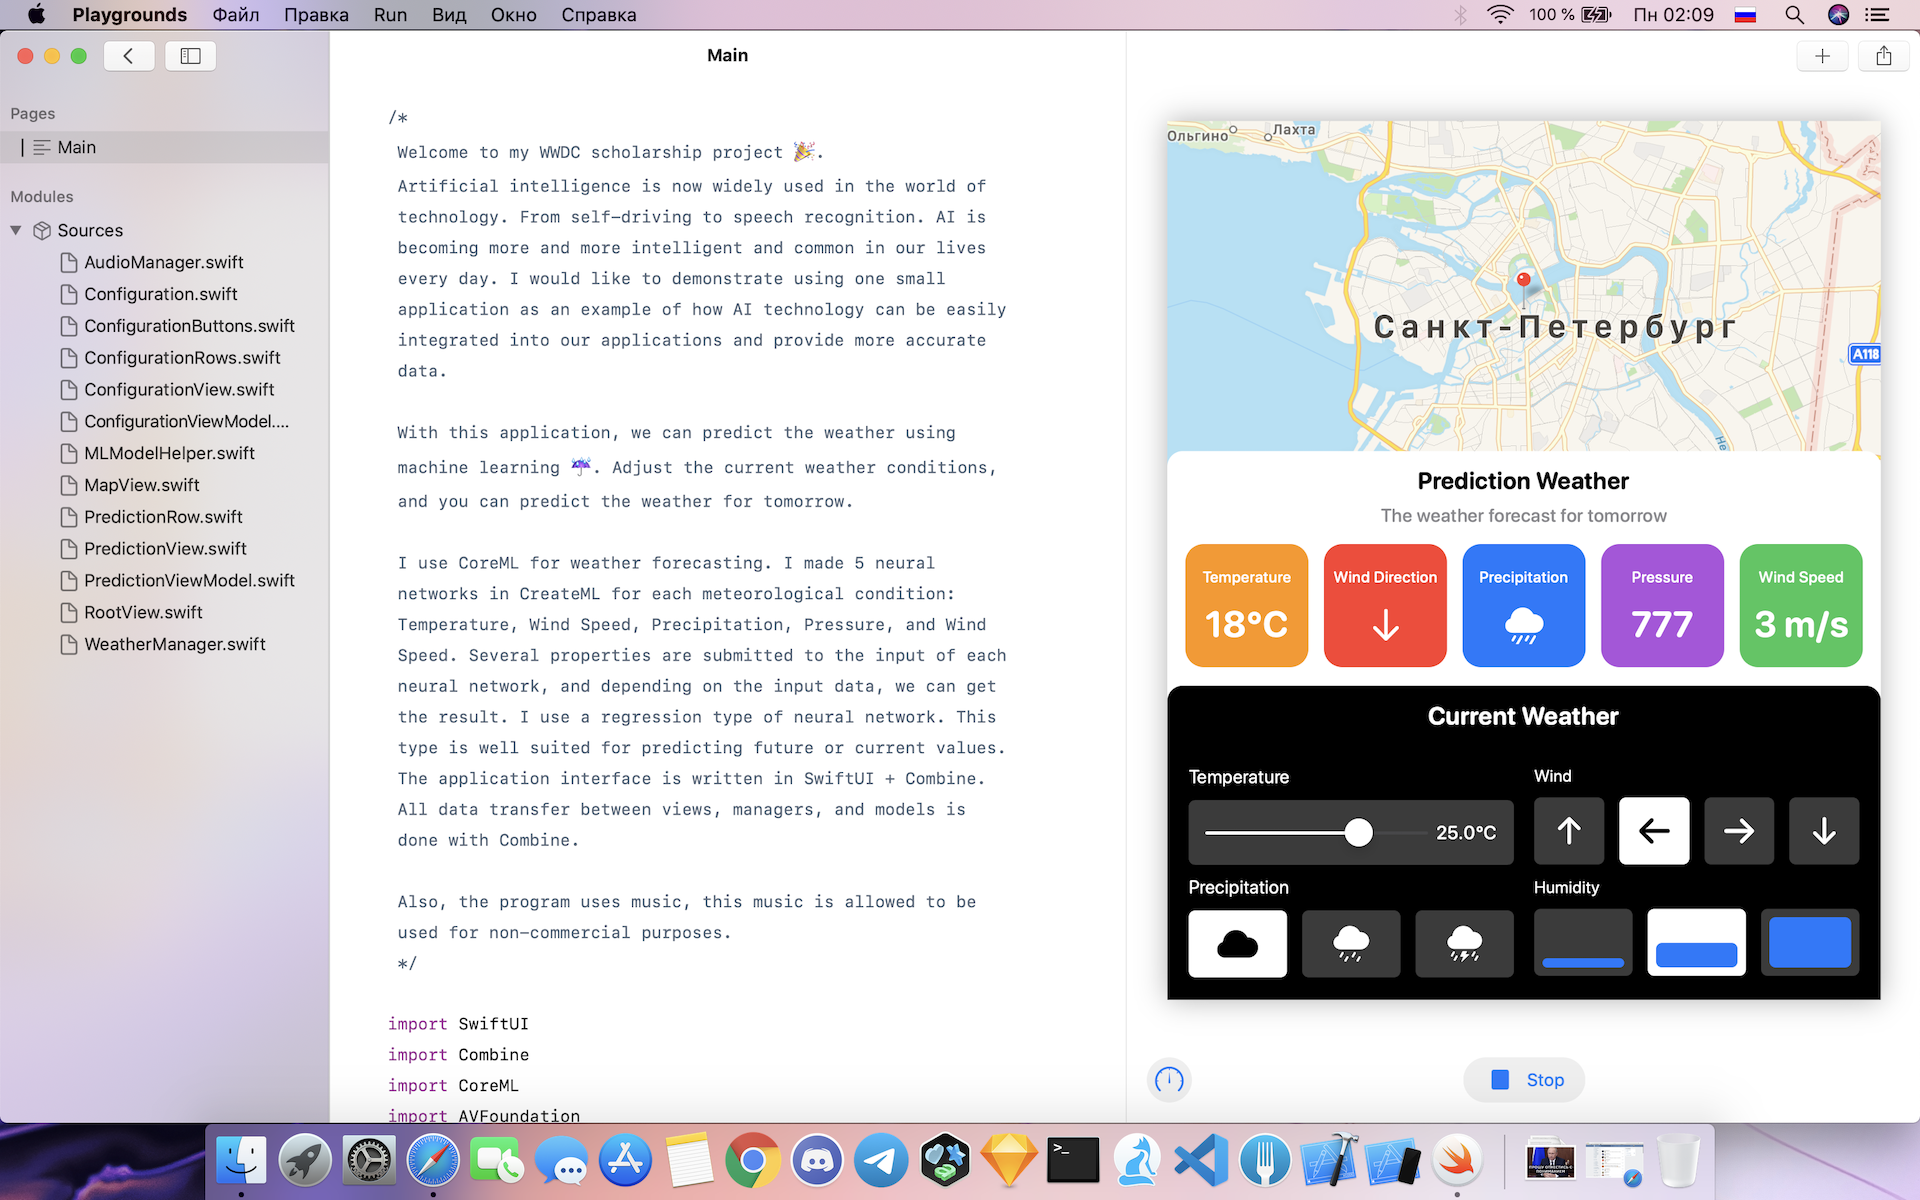 Playgrounds Файл Правка Run Вид Окно Справка 100 % Пн 02:09
Main
Pages
Main
Modules
Sources
AudioManager.swift
Configuration.swift
ConfigurationButtons.swift
ConfigurationRows.swift
ConfigurationView.swift
ConfigurationViewModel....
MLModelHelper.swift
MapView.swift
PredictionRow.swift
PredictionView.swift
PredictionViewModel.swift
RootView.swift
WeatherManager.swift
/*
Welcome to my WWDC scholarship project 🎉.
Artificial intelligence is now widely used in the world of
technology. From self-driving to speech recognition. AI is
becoming more and more intelligent and common in our lives
every day. I would like to demonstrate using one small
application as an example of how AI technology can be easily
integrated into our applications and provide more accurate
data.
With this application, we can predict the weather using
machine learning ☔. Adjust the current weather conditions,
and you can predict the weather for tomorrow.
I use CoreML for weather forecasting. I made 5 neural
networks in CreateML for each meteorological condition:
Temperature, Wind Speed, Precipitation, Pressure, and Wind
Speed. Several properties are submitted to the input of each
neural network, and depending on the input data, we can get
the result. I use a regression type of neural network. This
type is well suited for predicting future or current values.
The application interface is written in SwiftUI + Combine.
All data transfer between views, managers, and models is
done with Combine.
Also, the program uses music, this music is allowed to be
used for non-commercial purposes.
*/
import SwiftUI
import Combine
import CoreML
import AVFoundation
Ольгино Лахта
Санкт-Петербург
A118
Не
Prediction Weather
The weather forecast for tomorrow
Temperature Wind Direction Precipitation Pressure Wind Speed
18°C 777 3 m/s
Current Weather
Temperature Wind
25.0°C
Precipitation Humidity
Stop